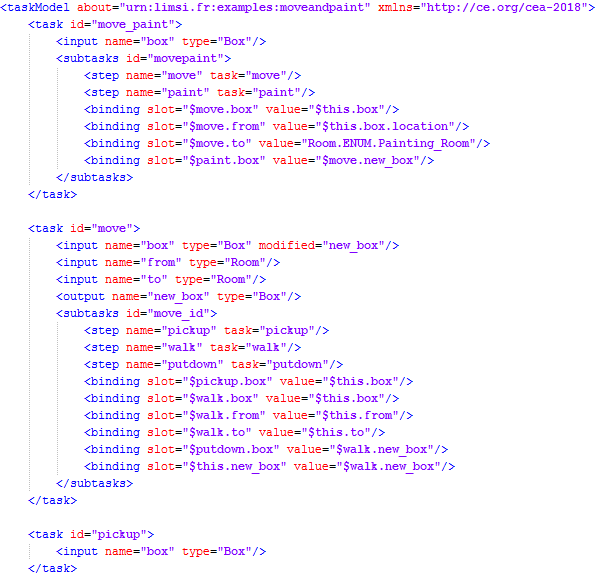 <taskModel about="urn:limsi.fr:examples:moveandpaint" xmlns="http://ce.org/cea-2018">
<task id="move_paint">
<input name="box" type="Box"/>
<subtasks id="movepaint">
<step name="move" task="move"/>
<step name="paint" task="paint"/>
<binding slot="$move.box" value="$this.box"/>
<binding slot="$move.from" value="$this.box.location"/>
<binding slot="$move.to" value="Room.ENUM.Painting_Room"/>
<binding slot="$paint.box" value="$move.new_box"/>
</subtasks>
</task>
<task id="move">
<input name="box" type="Box" modified="new_box"/>
<input name="from" type="Room"/>
<input name="to" type="Room"/>
<output name="new_box" type="Box"/>
<subtasks id="move_id">
<step name="pickup" task="pickup"/>
<step name="walk" task="walk"/>
<step name="putdown" task="putdown"/>
<binding slot="$pickup.box" value="$this.box"/>
<binding slot="$walk.box" value="$this.box"/>
<binding slot="$walk.from" value="$this.from"/>
<binding slot="$walk.to" value="$this.to"/>
<binding slot="$putdown.box" value="$walk.new_box"/>
<binding slot="$this.new_box" value="$walk.new_box"/>
</subtasks>
</task>
<task id="pickup">
<input name="box" type="Box"/>
</task>